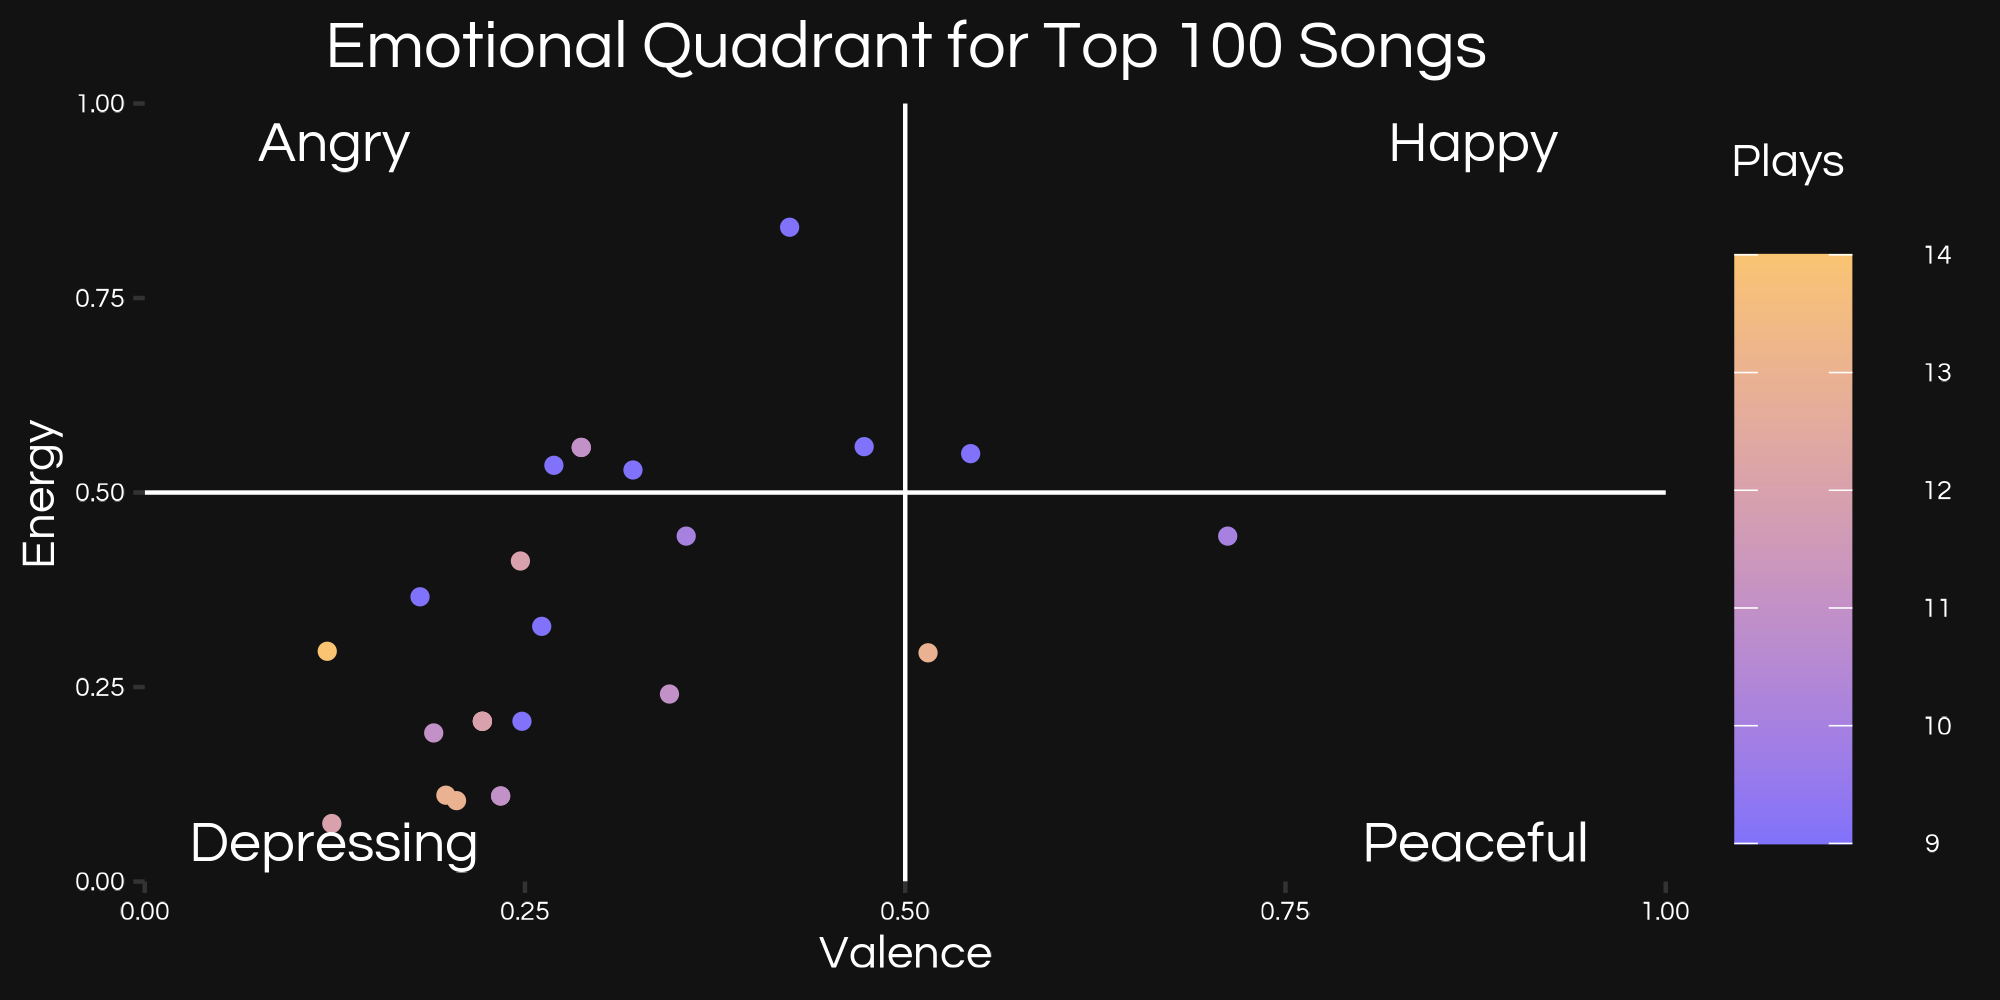 Emotional Quadrant for Top 100 Songs
1.00
Angry
Happy
Plays
14
0.75
13
Energy
0.50
12
11
0.25
10
Depressing
Peaceful
9
0.00
0.00
0.25
0.50
0.75
1.00
Valence